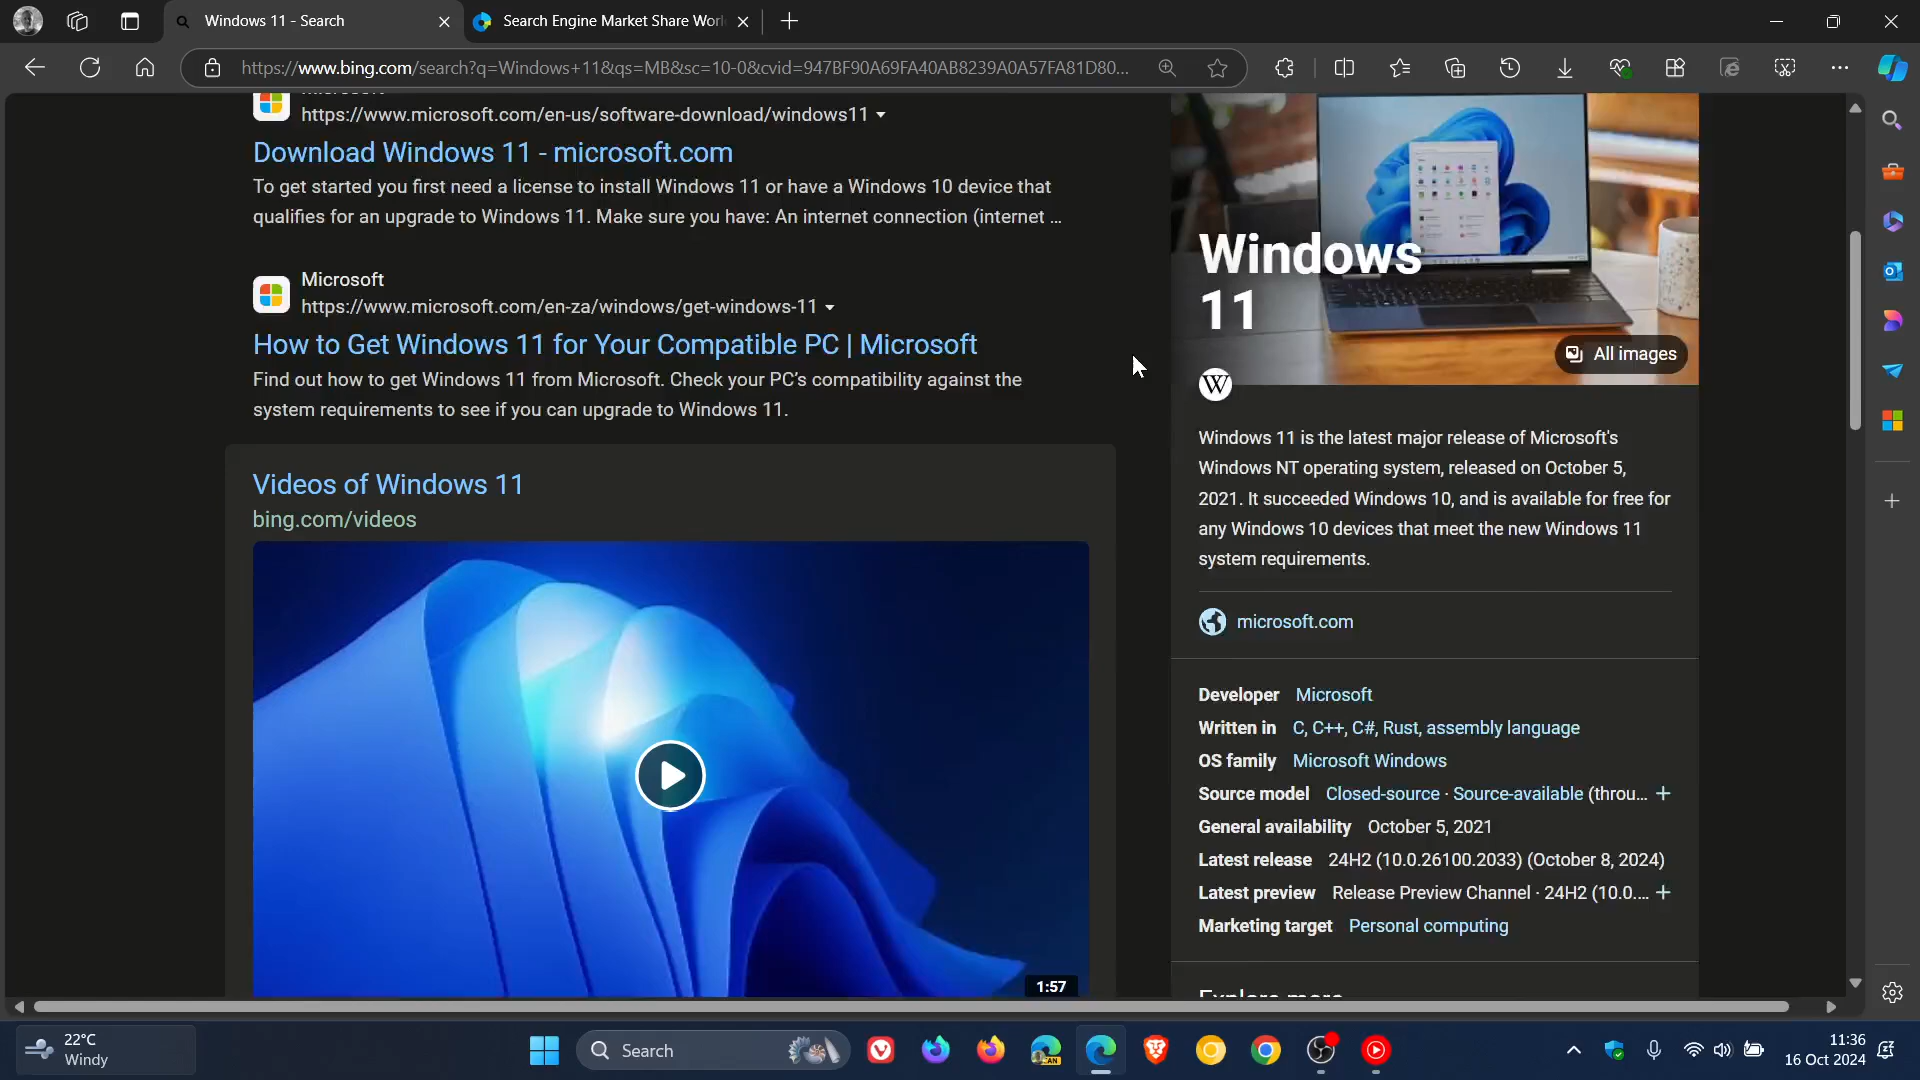 Windows 11 - Search
Search Engine Market Share Worl
https://www.bing.com/search?q=Windows+11&qs=MB&sc=10-0&cvid=947BF90A69FA40AB8239A0A57FA81D80...
https://www.microsoft.com/en-us/software-download/windows11
Download Windows 11 - microsoft.com
To get started you first need a license to install Windows 11 or have a Windows 10 device that
qualifies for an upgrade to Windows 11. Make sure you have: An internet connection (internet ...
Microsoft
https://www.microsoft.com/en-za/windows/get-windows-11
How to Get Windows 11 for Your Compatible PC | Microsoft
Find out how to get Windows 11 from Microsoft. Check your PC's compatibility against the
system requirements to see if you can upgrade to Windows 11.
Videos of Windows 11
bing.com/videos
1:57
Windows
11
All images
W
Windows 11 is the latest major release of Microsoft's
Windows NT operating system, released on October 5,
2021. It succeeded Windows 10, and is available for free for
any Windows 10 devices that meet the new Windows 11
system requirements.
microsoft.com
Developer Microsoft
Written in C, C++, C#, Rust, assembly language
OS family Microsoft Windows
Source model Closed-source · Source-available (throu... +
General availability October 5, 2021
Latest release 24H2 (10.0.26100.2033) (October 8, 2024)
Latest preview Release Preview Channel · 24H2 (10.0.... +
Marketing target Personal computing
Explore more
22°C
Windy
Search
CAN
11:36
16 Oct 2024